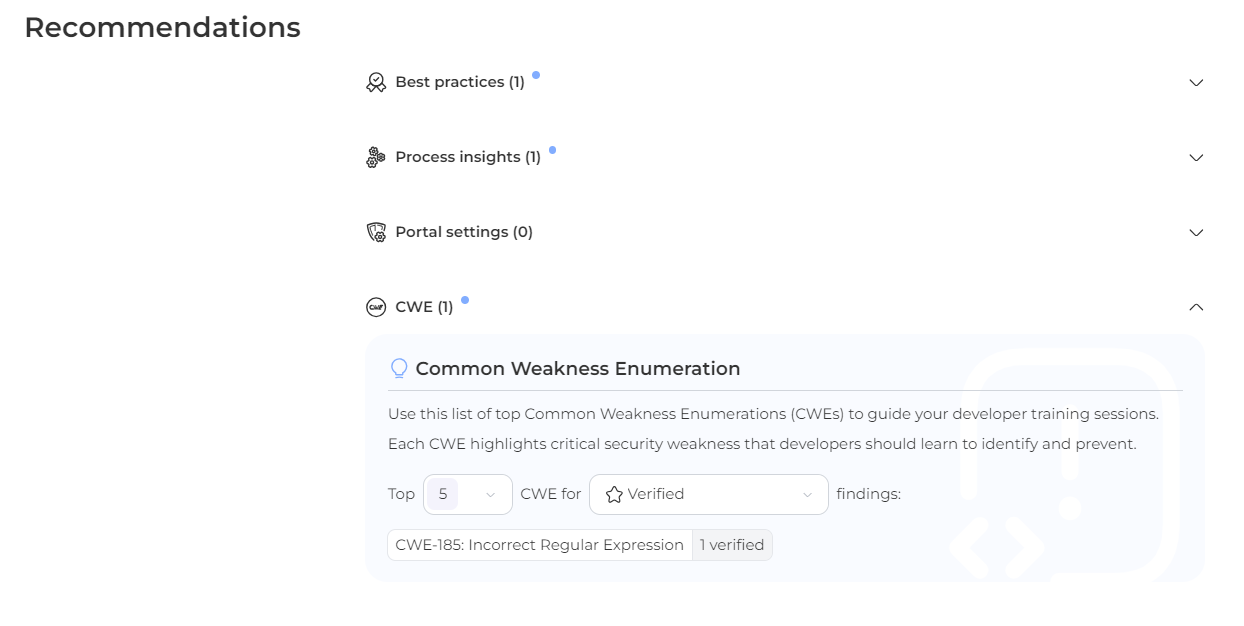 Recommendations
Best practices (1)
Process insights (1)
Portal settings (0)
CWE CWE (1)
Common Weakness Enumeration
Use this list of top Common Weakness Enumerations (CWEs) to guide your developer training sessions.
Each CWE highlights critical security weakness that developers should learn to identify and prevent.
Top 5 CWE for Verified findings:
CWE-185: Incorrect Regular Expression 1 verified